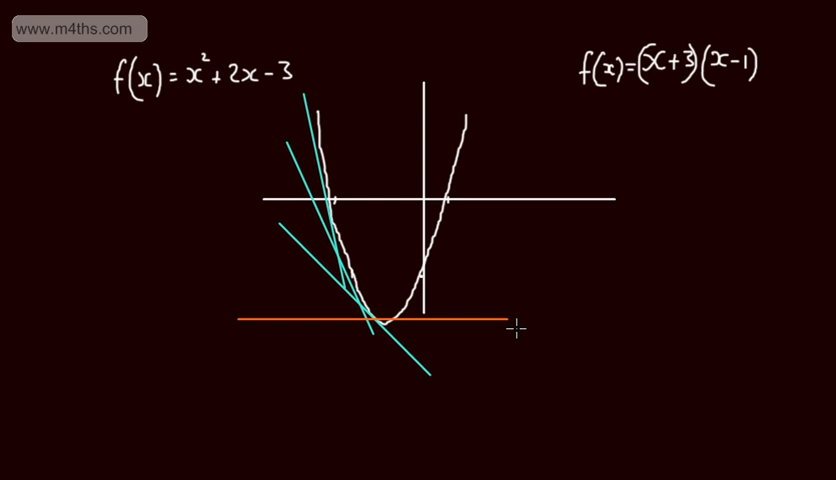 www.m4ths.com
f(x) = x² + 2x - 3
f(x) = (x+3)(x-1)